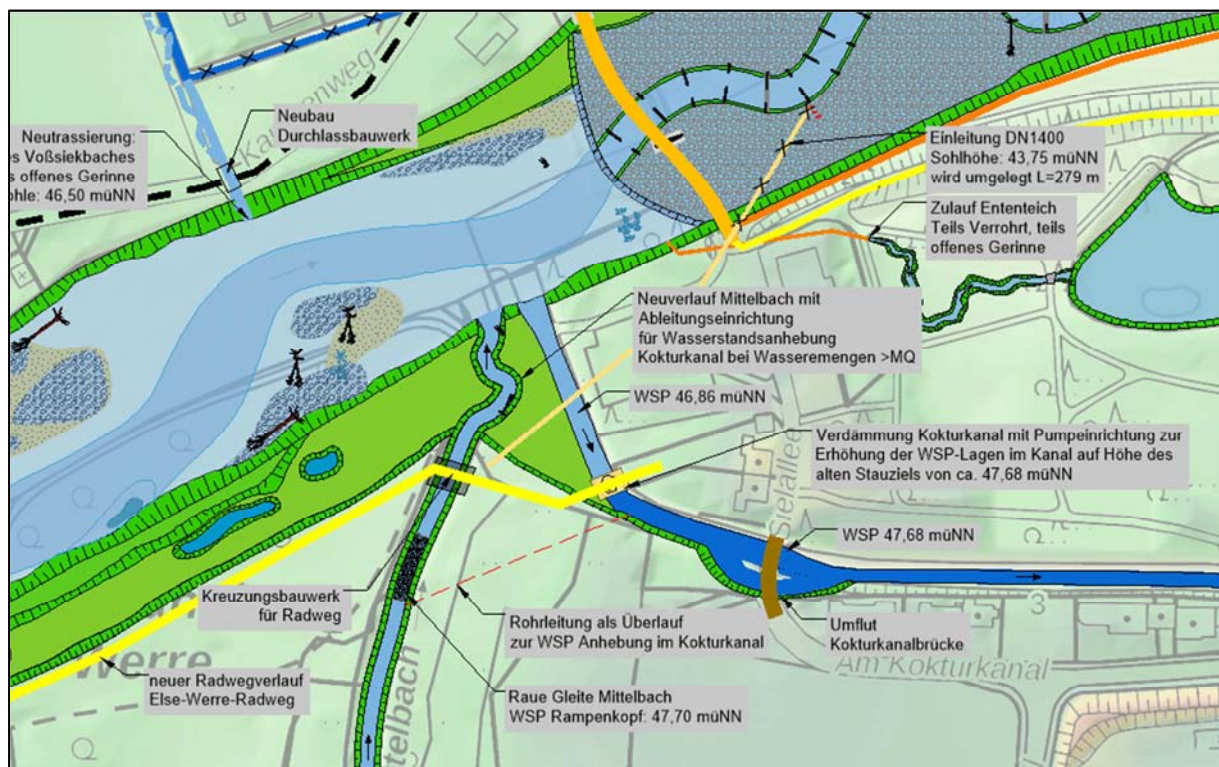 Neubau
Durchlassbauwerk
Neutrassierung:
es Voßsiekbaches
s offenes Gerinne
ohle: 46,50 müNN
Einleitung DN1400
Sohlhöhe: 43,75 müNN
wird umgelegt L=279 m
Zulauf Ententeich
Teils Verrohrt, teils
offenes Gerinne
Neuverlauf Mittelbach mit
Ableitungseinrichtung
für Wasserstandsanhebung
Kokturkanal bei Wasseremengen >MQ
WSP 46,86 müNN
Verdämmung Kokturkanal mit Pumpeinrichtung zur
Erhöhung der WSP-Lagen im Kanal auf Höhe des
alten Stauziels von ca. 47,68 müNN
Sielallee
WSP 47,68 müNN
Kreuzungsbauwerk
für Radweg
Rohrleitung als Überlauf
zur WSP Anhebung im Kokturkanal
3
Umflut
Kokturkanalbrücke
Am Kokturkanal
Werre
neuer Radwegverlauf
Else-Werre-Radweg
Raue Gleite Mittelbach
WSP Rampenkopf: 47,70 müNN
telbach